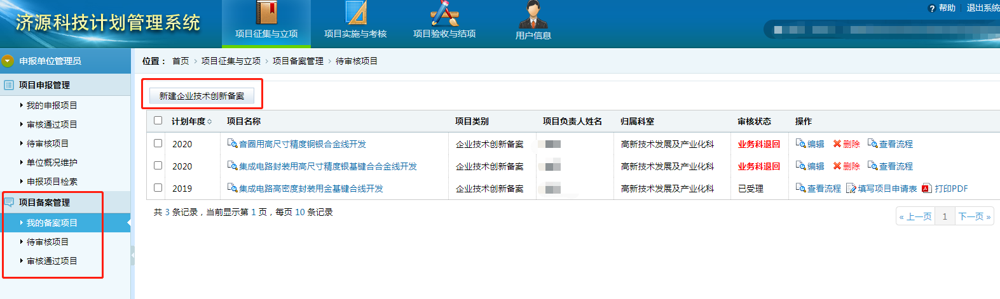 济源科技计划管理系统
项目征集与立项
项目实施与考核
项目验收与结项
用户信息
帮助
退出系统
申报单位管理员
项目申报管理
我的申报项目
审核通过项目
待审核项目
单位概况维护
申报项目检索
项目备案管理
我的备案项目
待审核项目
审核通过项目
位置： 首页 > 项目征集与立项 > 项目备案管理 > 待审核项目
新建企业技术创新备案
计划年度 项目名称 项目类别 项目负责人姓名 归属科室 审核状态 操作
2020 音圈用高尺寸精度铜银合金线开发 企业技术创新备案 高新技术发展及产业化科 业务科退回 编辑 删除 查看流程
2020 集成电路封装用高尺寸精度银基键合合金线开发 企业技术创新备案 高新技术发展及产业化科 业务科退回 编辑 删除 查看流程
2019 集成电路高密度封装用金基键合线开发 企业技术创新备案 高新技术发展及产业化科 已受理 查看流程 填写项目申请表 打印PDF
共 3 条记录，当前显示第 1 页，每页 10 条记录
« 上一页 1 下一页 »